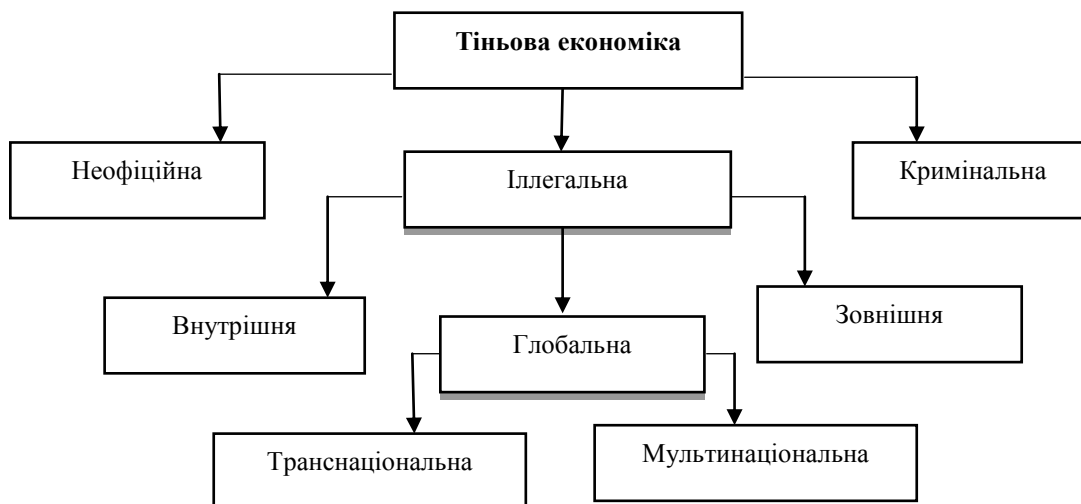 Тіньова економіка
Неофіційна
Іллегальна
Кримінальна
Внутрішня
Глобальна
Зовнішня
Транснаціональна
Мультинаціональна